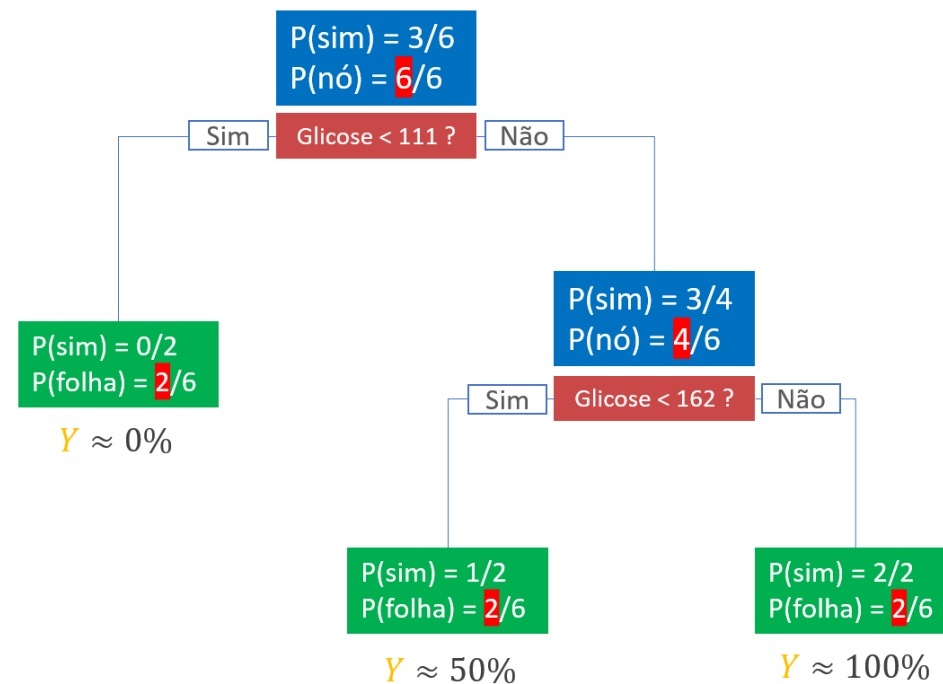 P(sim) = 3/6
P(nó) = 6/6
Sim
Glicose < 111 ?
Não
P(sim) = 3/4
P(nó) = 4/6
P(sim) = 0/2
P(folha) = 2/6
Y ≈ 0%
Sim
Glicose < 162 ?
Não
P(sim) = 1/2
P(folha) = 2/6
Y ≈ 50%
P(sim) = 2/2
P(folha) = 2/6
Y ≈ 100%